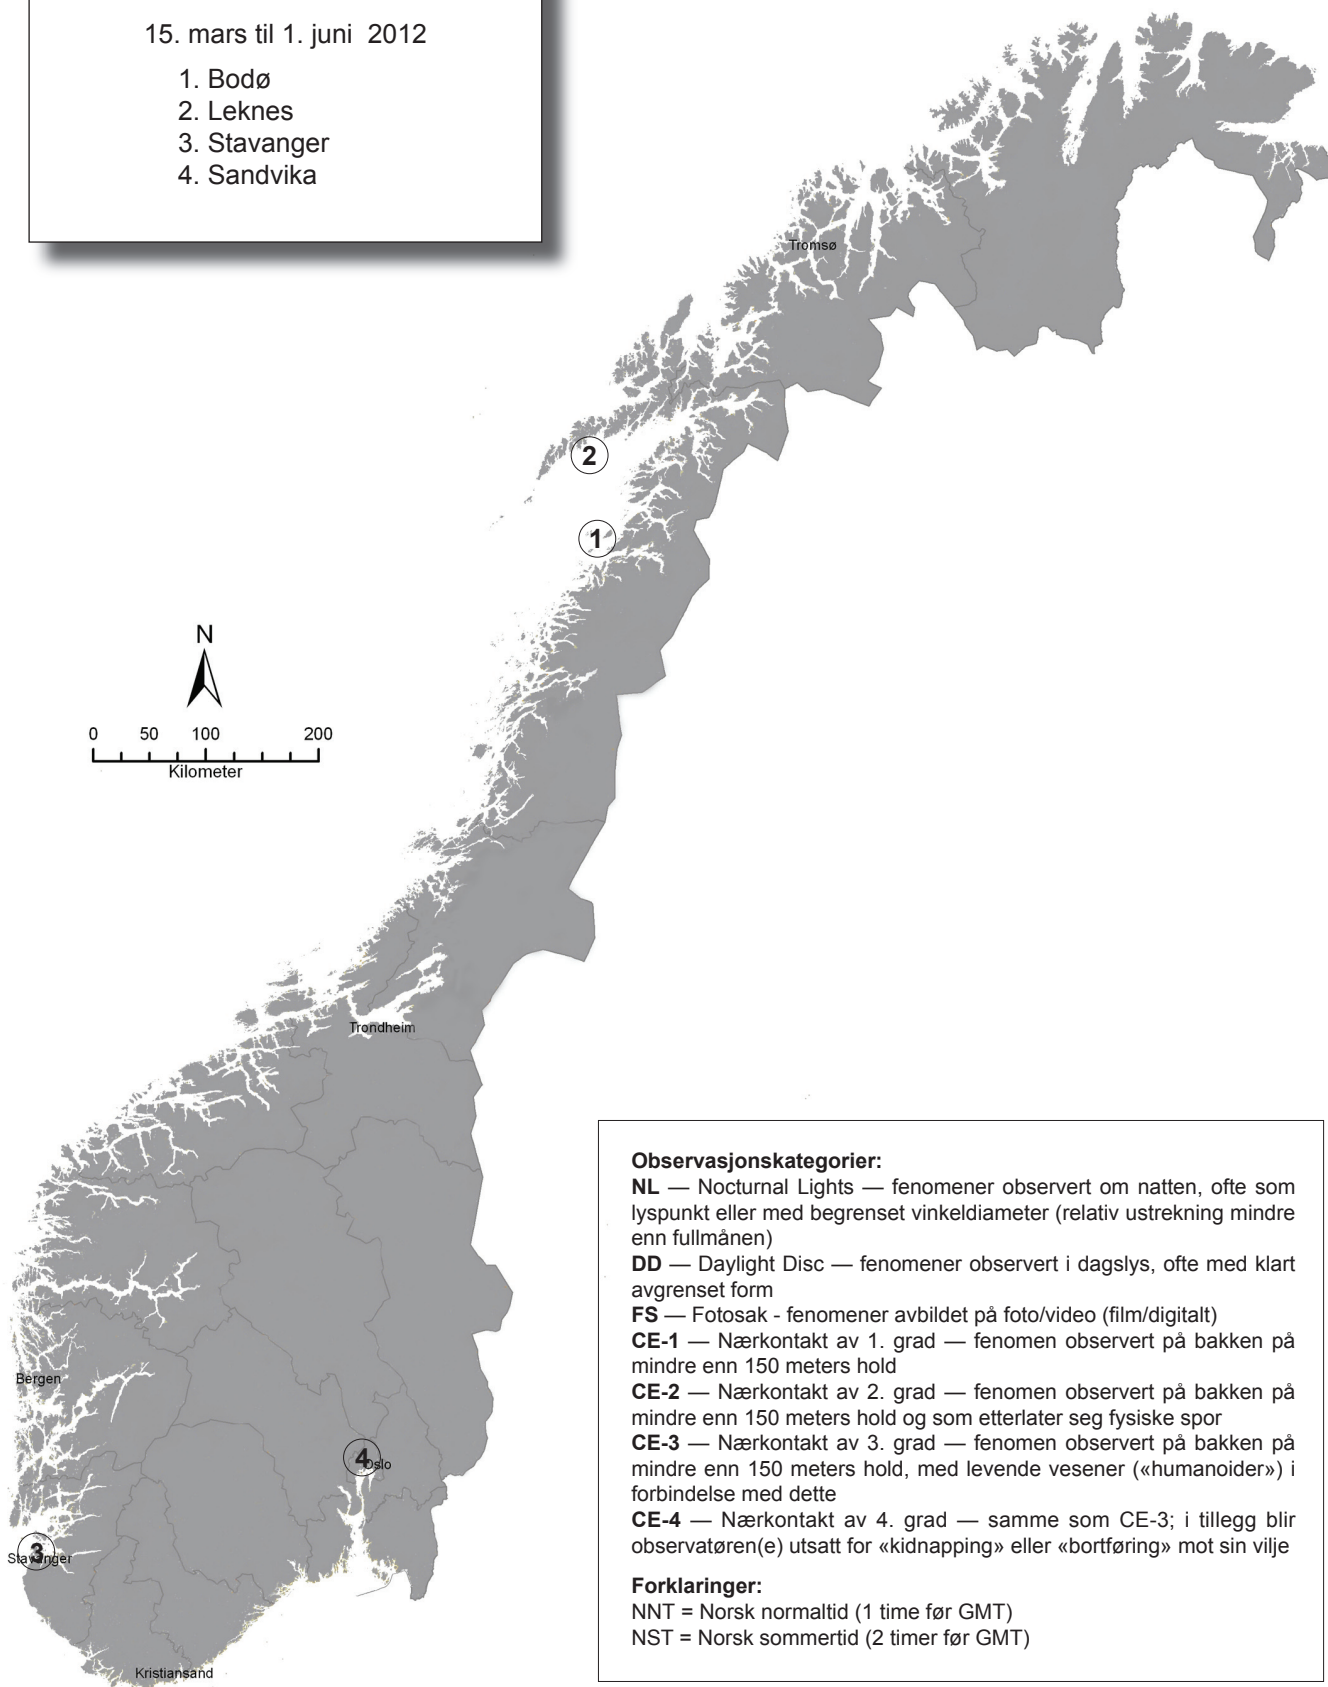 15. mars til 1. juni 2012
1. Bodø
2. Leknes
3. Stavanger
4. Sandvika
Tromsø
2
1
N
0 50 100 200
Kilometer
Trondheim
Bergen
4
Oslo
3
Stavanger
Kristiansand
Observasjonskategorier:
NL — Nocturnal Lights — fenomener observert om natten, ofte som
lyspunkt eller med begrenset vinkeldiameter (relativ ustrekning mindre
enn fullmånen)
DD — Daylight Disc — fenomener observert i dagslys, ofte med klart
avgrenset form
FS — Fotosak - fenomener avbildet på foto/video (film/digitalt)
CE-1 — Nærkontakt av 1. grad — fenomen observert på bakken på
mindre enn 150 meters hold
CE-2 — Nærkontakt av 2. grad — fenomen observert på bakken på
mindre enn 150 meters hold og som etterlater seg fysiske spor
CE-3 — Nærkontakt av 3. grad — fenomen observert på bakken på
mindre enn 150 meters hold, med levende vesener («humanoider») i
forbindelse med dette
CE-4 — Nærkontakt av 4. grad — samme som CE-3; i tillegg blir
observatøren(e) utsatt for «kidnapping» eller «bortføring» mot sin vilje
Forklaringer:
NNT = Norsk normaltid (1 time før GMT)
NST = Norsk sommertid (2 timer før GMT)